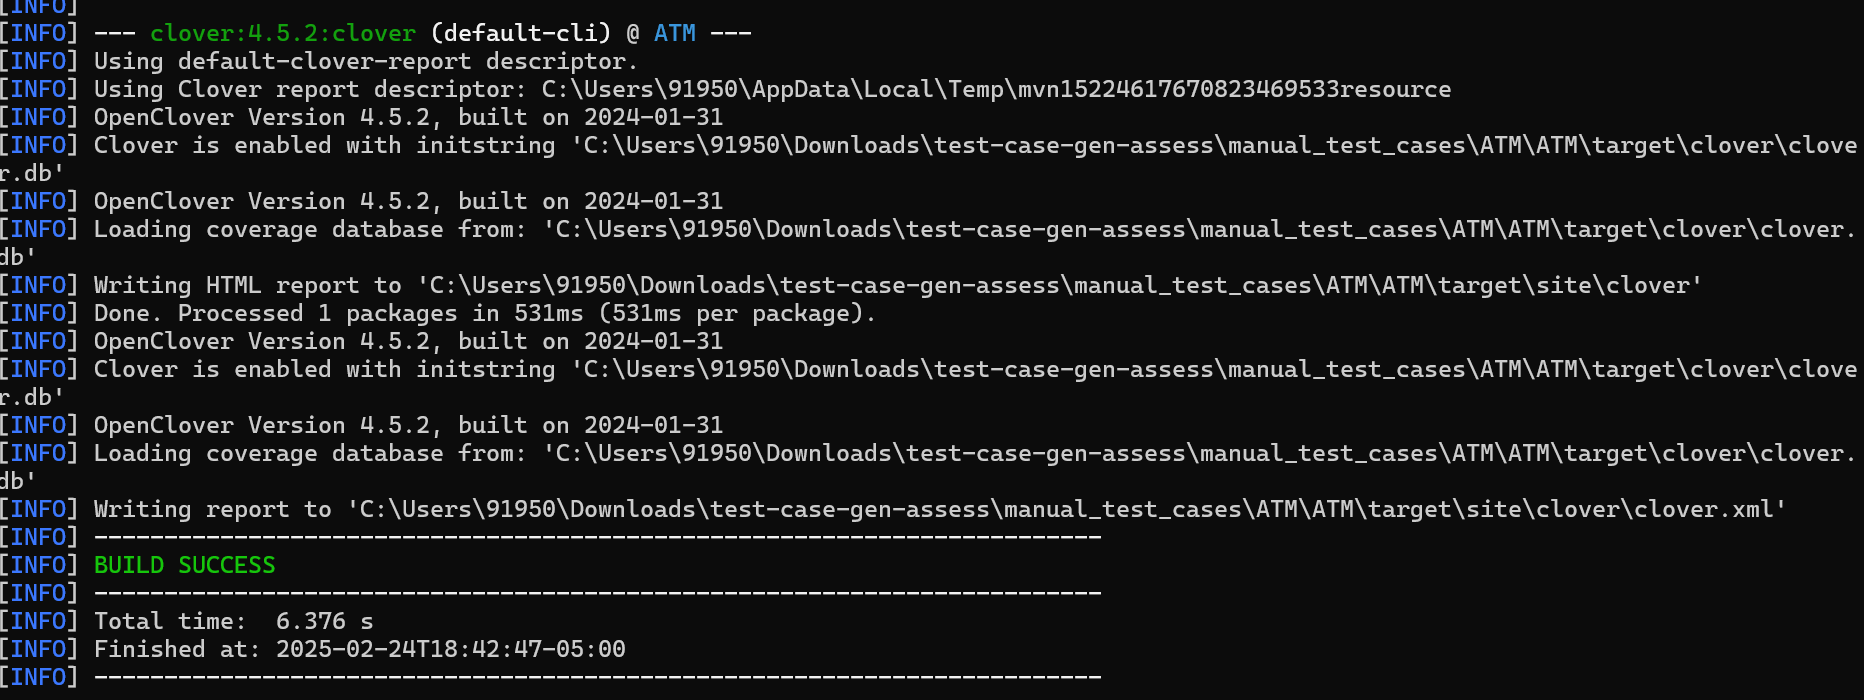 [INFO]
[INFO] --- clover:4.5.2:clover (default-cli) @ ATM ---
[INFO] Using default-clover-report descriptor.
[INFO] Using Clover report descriptor: C:\Users\91950\AppData\Local\Temp\mvn15224617670823469533resource
[INFO] OpenClover Version 4.5.2, built on 2024-01-31
[INFO] Clover is enabled with initstring 'C:\Users\91950\Downloads\test-case-gen-assess\manual_test_cases\ATM\ATM\target\clover\clove
r.db'
[INFO] OpenClover Version 4.5.2, built on 2024-01-31
[INFO] Loading coverage database from: 'C:\Users\91950\Downloads\test-case-gen-assess\manual_test_cases\ATM\ATM\target\clover\clover.
db'
[INFO] Writing HTML report to 'C:\Users\91950\Downloads\test-case-gen-assess\manual_test_cases\ATM\ATM\target\site\clover'
[INFO] Done. Processed 1 packages in 531ms (531ms per package).
[INFO] OpenClover Version 4.5.2, built on 2024-01-31
[INFO] Clover is enabled with initstring 'C:\Users\91950\Downloads\test-case-gen-assess\manual_test_cases\ATM\ATM\target\clover\clove
r.db'
[INFO] OpenClover Version 4.5.2, built on 2024-01-31
[INFO] Loading coverage database from: 'C:\Users\91950\Downloads\test-case-gen-assess\manual_test_cases\ATM\ATM\target\clover\clover.
db'
[INFO] Writing report to 'C:\Users\91950\Downloads\test-case-gen-assess\manual_test_cases\ATM\ATM\target\site\clover\clover.xml'
[INFO] ------------------------------------------------------------------------
[INFO] BUILD SUCCESS
[INFO] ------------------------------------------------------------------------
[INFO] Total time:  6.376 s
[INFO] Finished at: 2025-02-24T18:42:47-05:00
[INFO] ------------------------------------------------------------------------